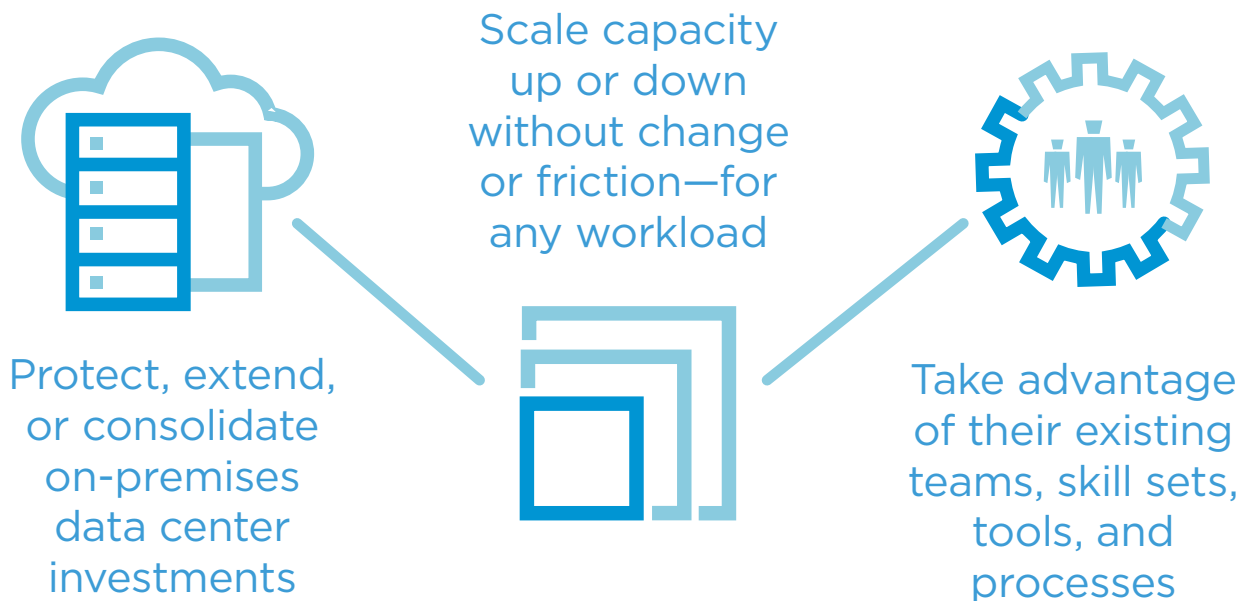 Protect, extend,
or consolidate
on-premises
data center
investments
Scale capacity
up or down
without change
or friction—for
any workload
Take advantage
of their existing
teams, skill sets,
tools, and
processes